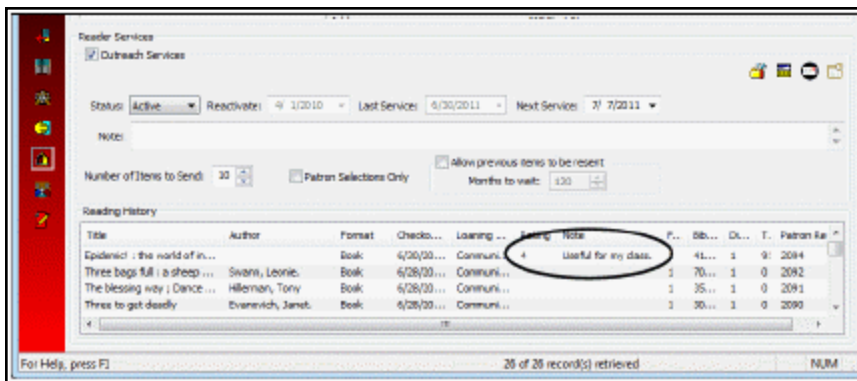 Reader Services
Outreach Services
Status: Active Reactivate: 4/ 1/2010 Last Service: 6/30/2011 Next Service: 7/ 7/2011
Note:
Number of Items to Send: 10 Patron Selections Only Allow previous items to be resent
Months to wait: 120
Reading History
Title Author Format Checko... Loaning ... Rating Note F... Bib... Di... T. Patron Re
Epidemic! : the world of in... Book 6/30/20... Communi... 4 Useful for my class. 41... 1 9: 2094
Three bags full : a sheep ... Swann, Leonie. Book 6/28/20... Communi... 1 70... 1 0 2092
The blessing way ; Dance ... Hillerman, Tony Book 6/28/20... Communi... 1 35... 1 0 2091
Three to get deadly Evanovich, Janet. Book 6/28/20... Communi... 1 30... 1 0 2090
For Help, press F1 26 of 26 record(s) retrieved NUM